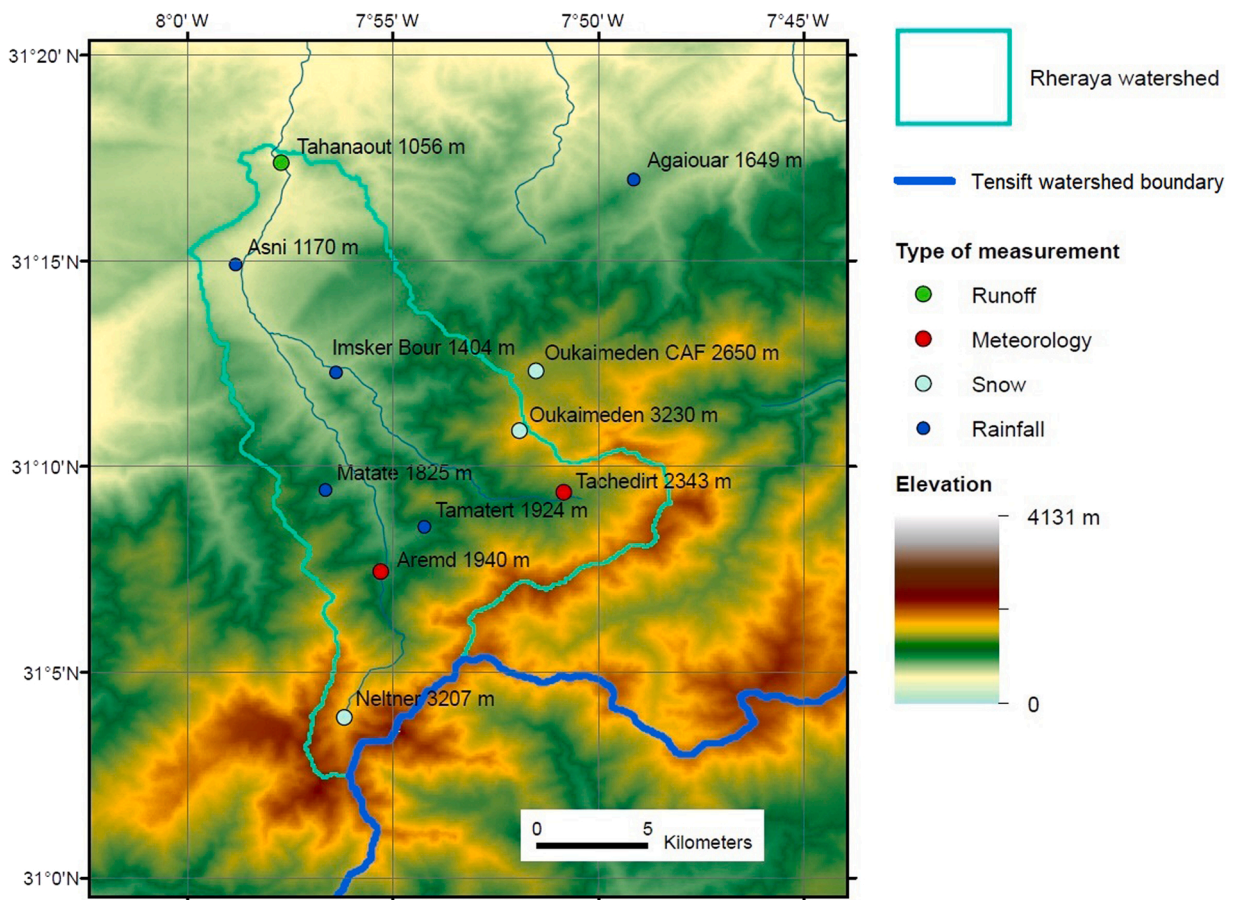 8°0' W 7°55' W 7°50' W 7°45' W
31°20' N
Rheraya watershed
Tahanaout 1056 m
Agaiouar 1649 m
Tensift watershed boundary
Asni 1170 m
Type of measurement
31°15'N
Runoff
Imsker Bour 1404 m
Meteorology
Oukaimeden CAF 2650 m
Snow
Oukaimeden 3230 m
Rainfall
31°10'N
Matate 1825 m
Tachedirt 2343 m
Elevation
Tamatert 1924 m
4131 m
Aremd 1940 m
31°5'N
Neltner 3207 m
0
0 5
Kilometers
31°0'N